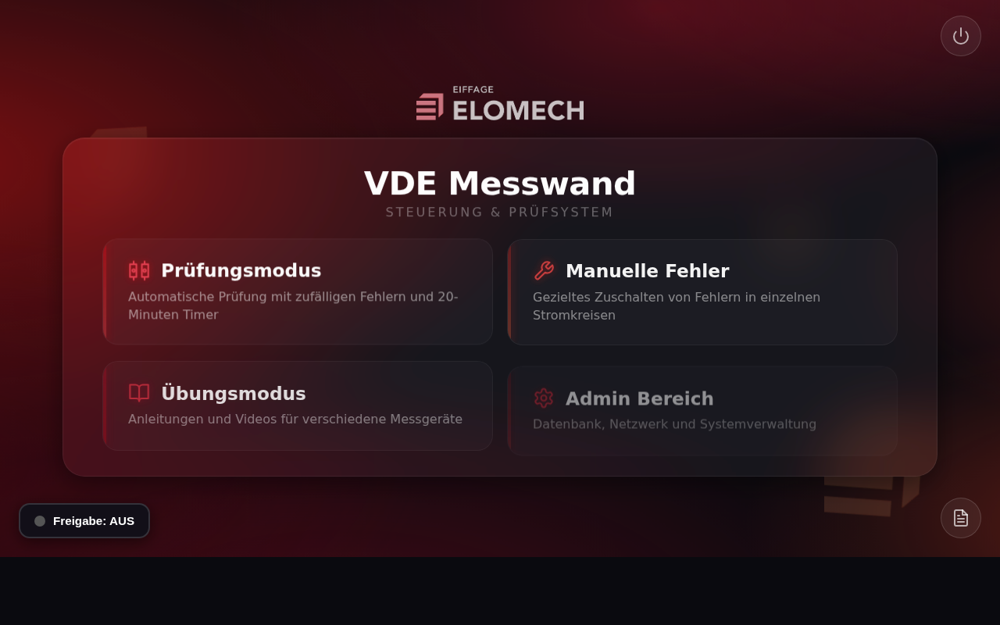 EIFFAGE
ELOMECH
VDE Messwand
STEUERUNG & PRÜFSYSTEM
Prüfungsmodus
Automatische Prüfung mit zufälligen Fehlern und 20-
Minuten Timer
Manuelle Fehler
Gezieltes Zuschalten von Fehlern in einzelnen
Stromkreisen
Übungsmodus
Anleitungen und Videos für verschiedene Messgeräte
Admin Bereich
Datenbank, Netzwerk und Systemverwaltung
Freigabe: AUS